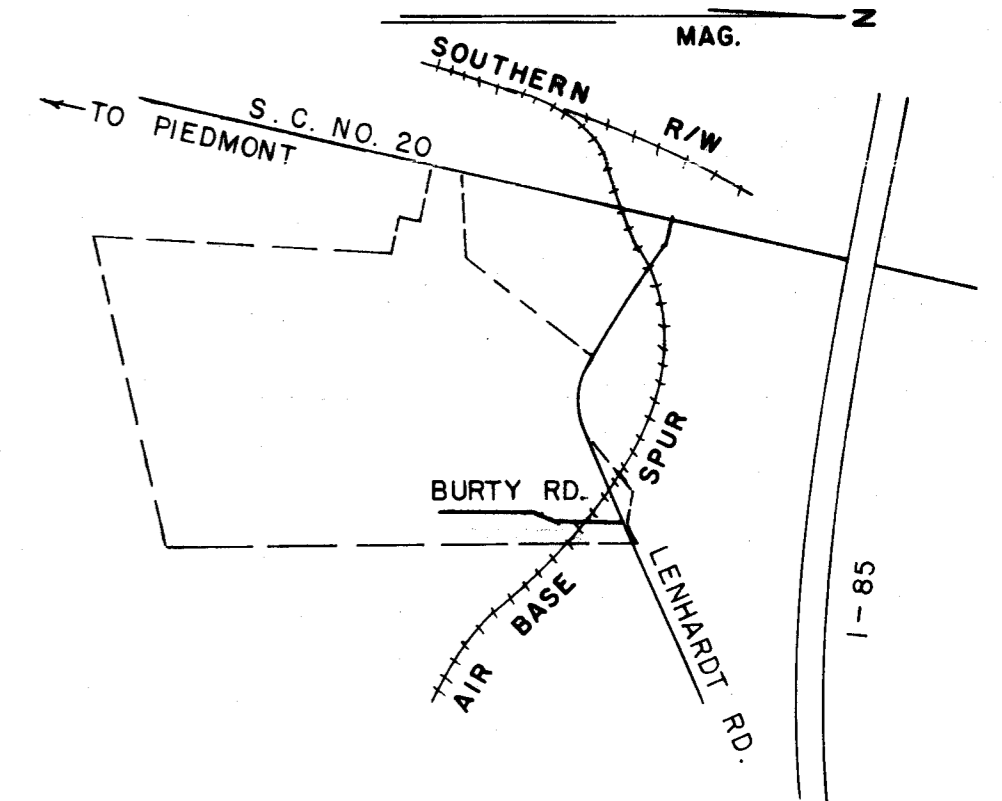 N
MAG.
SOUTHERN R/W
S. C. NO. 20
TO PIEDMONT
SPUR
BURTY RD.
LENHARDT RD.
I-85
AIR BASE